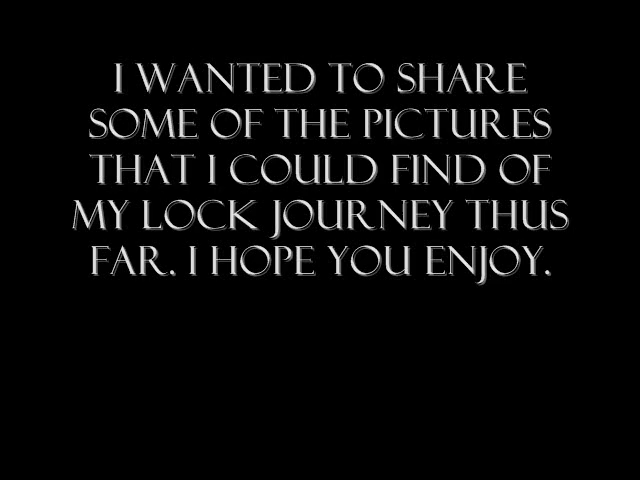 I WANTED TO SHARE
SOME OF THE PICTURES
THAT I COULD FIND OF
MY LOCK JOURNEY THUS
FAR. I HOPE YOU ENJOY.